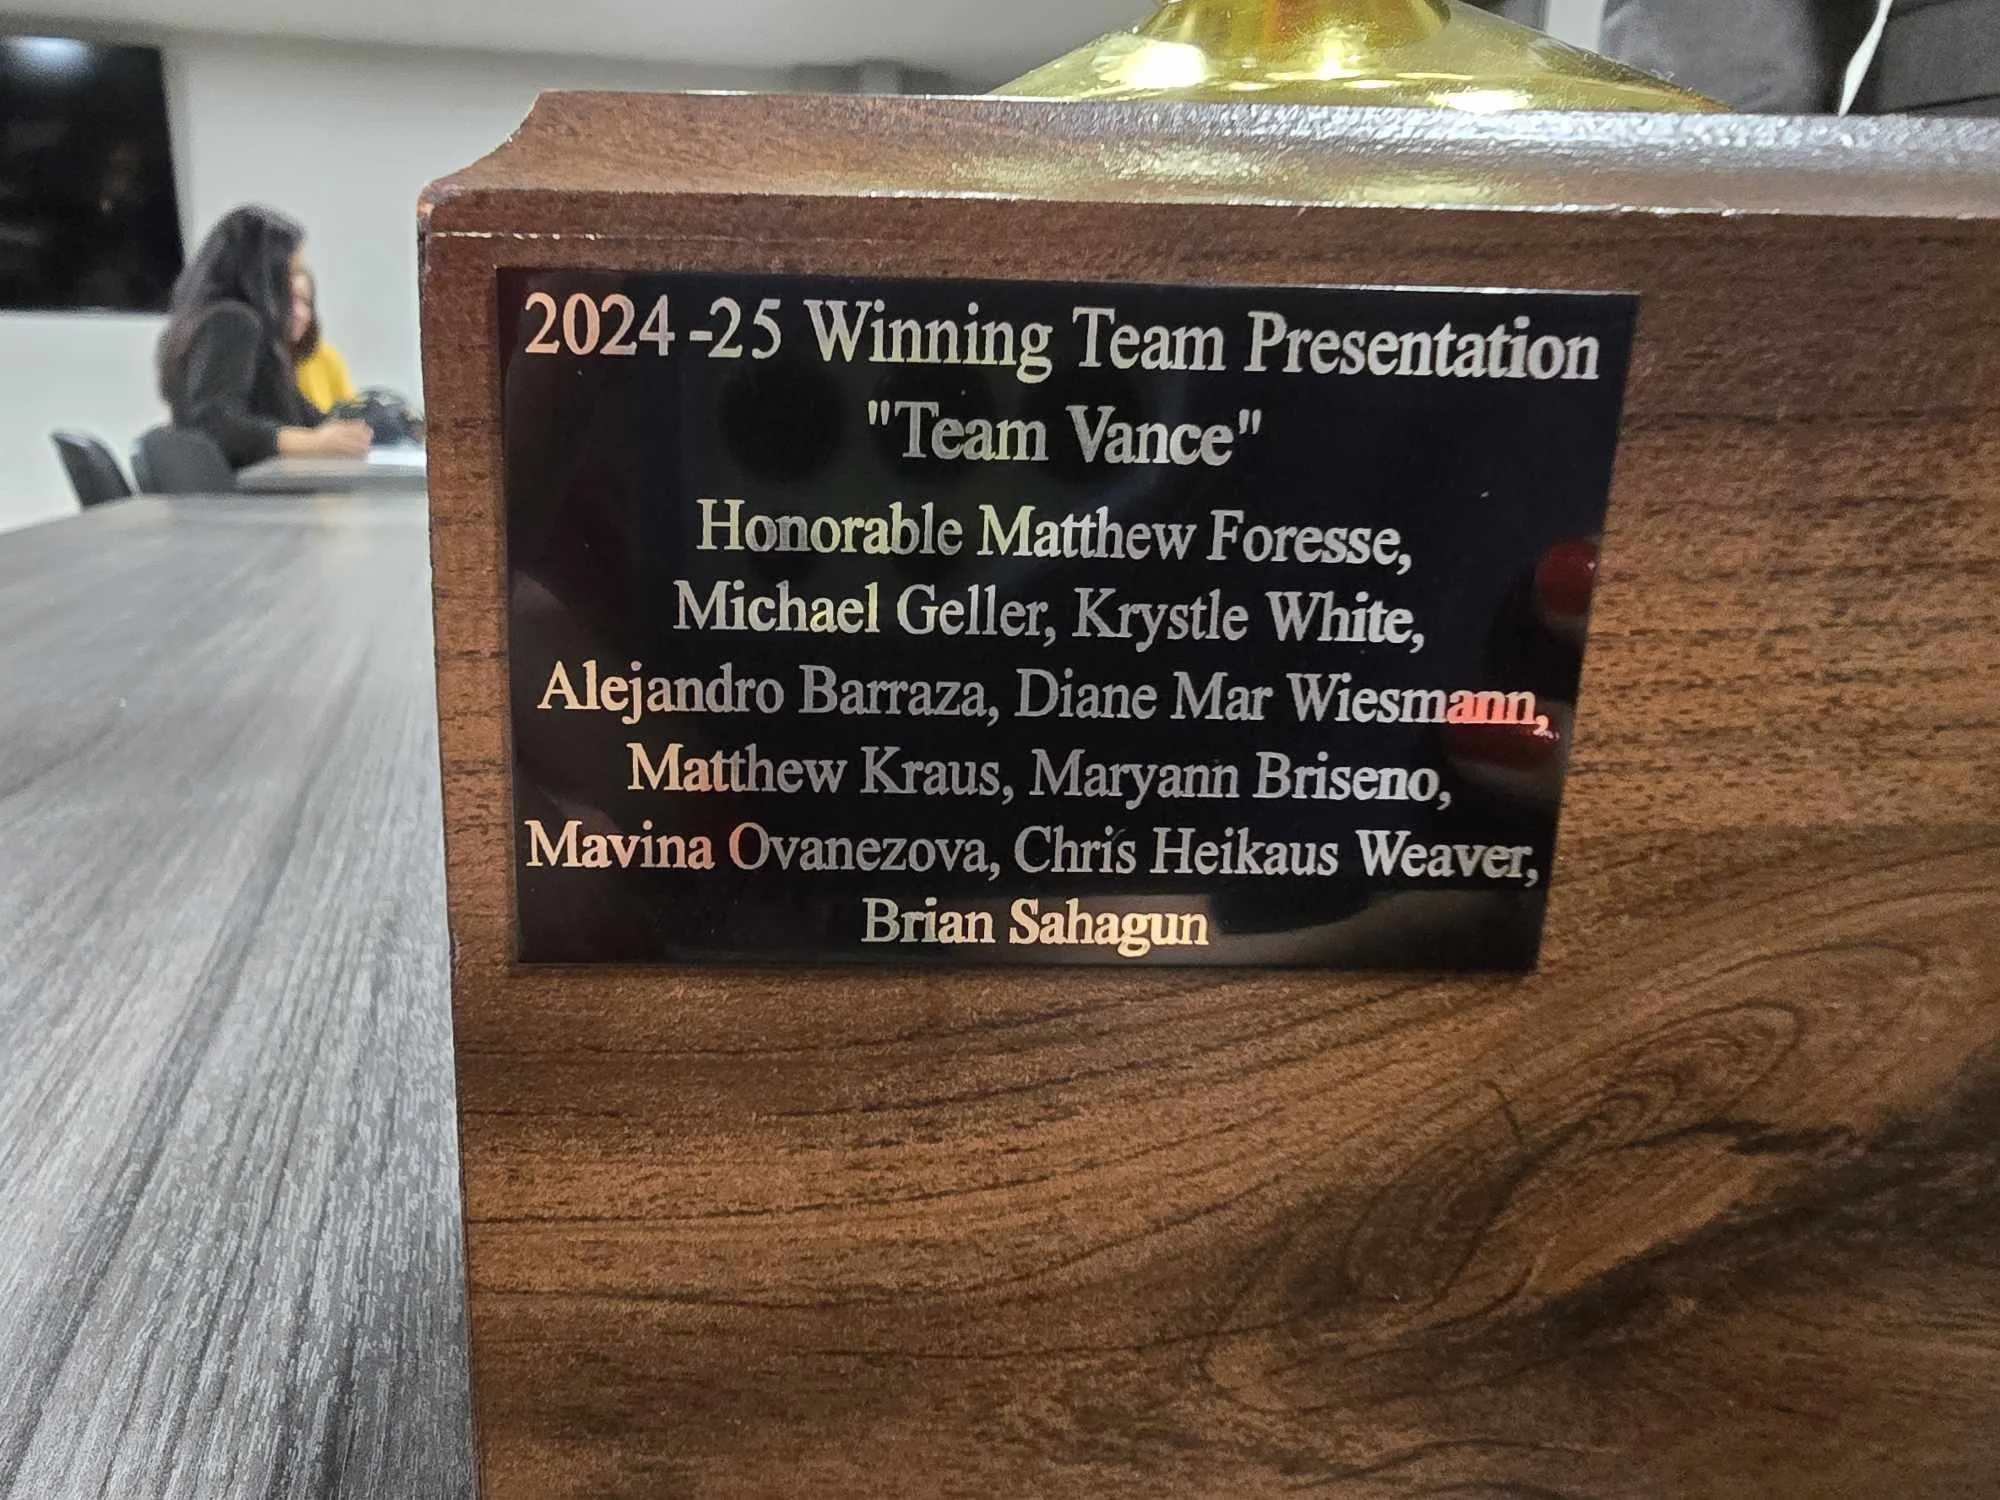 2024-25 Winning Team Presentation
"Team Vance"
Honorable Matthew Foresse,
Michael Geller, Krystle White,
Alejandro Barraza, Diane Mar Wiesmann,
Matthew Kraus, Maryann Briseno,
Mavina Ovanezova, Chris Heikaus Weaver,
Brian Sahagun